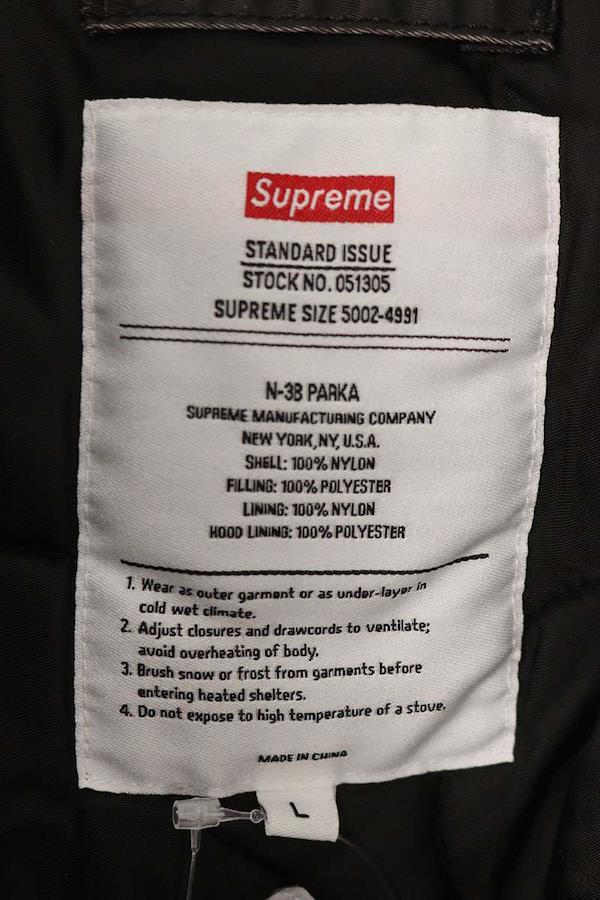 Supreme
STANDARD ISSUE
STOCK NO. 051305
SUPREME SIZE 5002-4991
N-3B PARKA
SUPREME MANUFACTURING COMPANY
NEW YORK, NY, U.S.A.
SHELL: 100% NYLON
FILLING: 100% POLYESTER
LINING: 100% NYLON
HOOD LINING: 100% POLYESTER
1. Wear as outer garment or as under-layer in
cold wet climate.
2. Adjust closures and drawcords to ventilate;
avoid overheating of body.
3. Brush snow or frost from garments before
entering heated shelters.
4. Do not expose to high temperature of a stove.
MADE IN CHINA
L